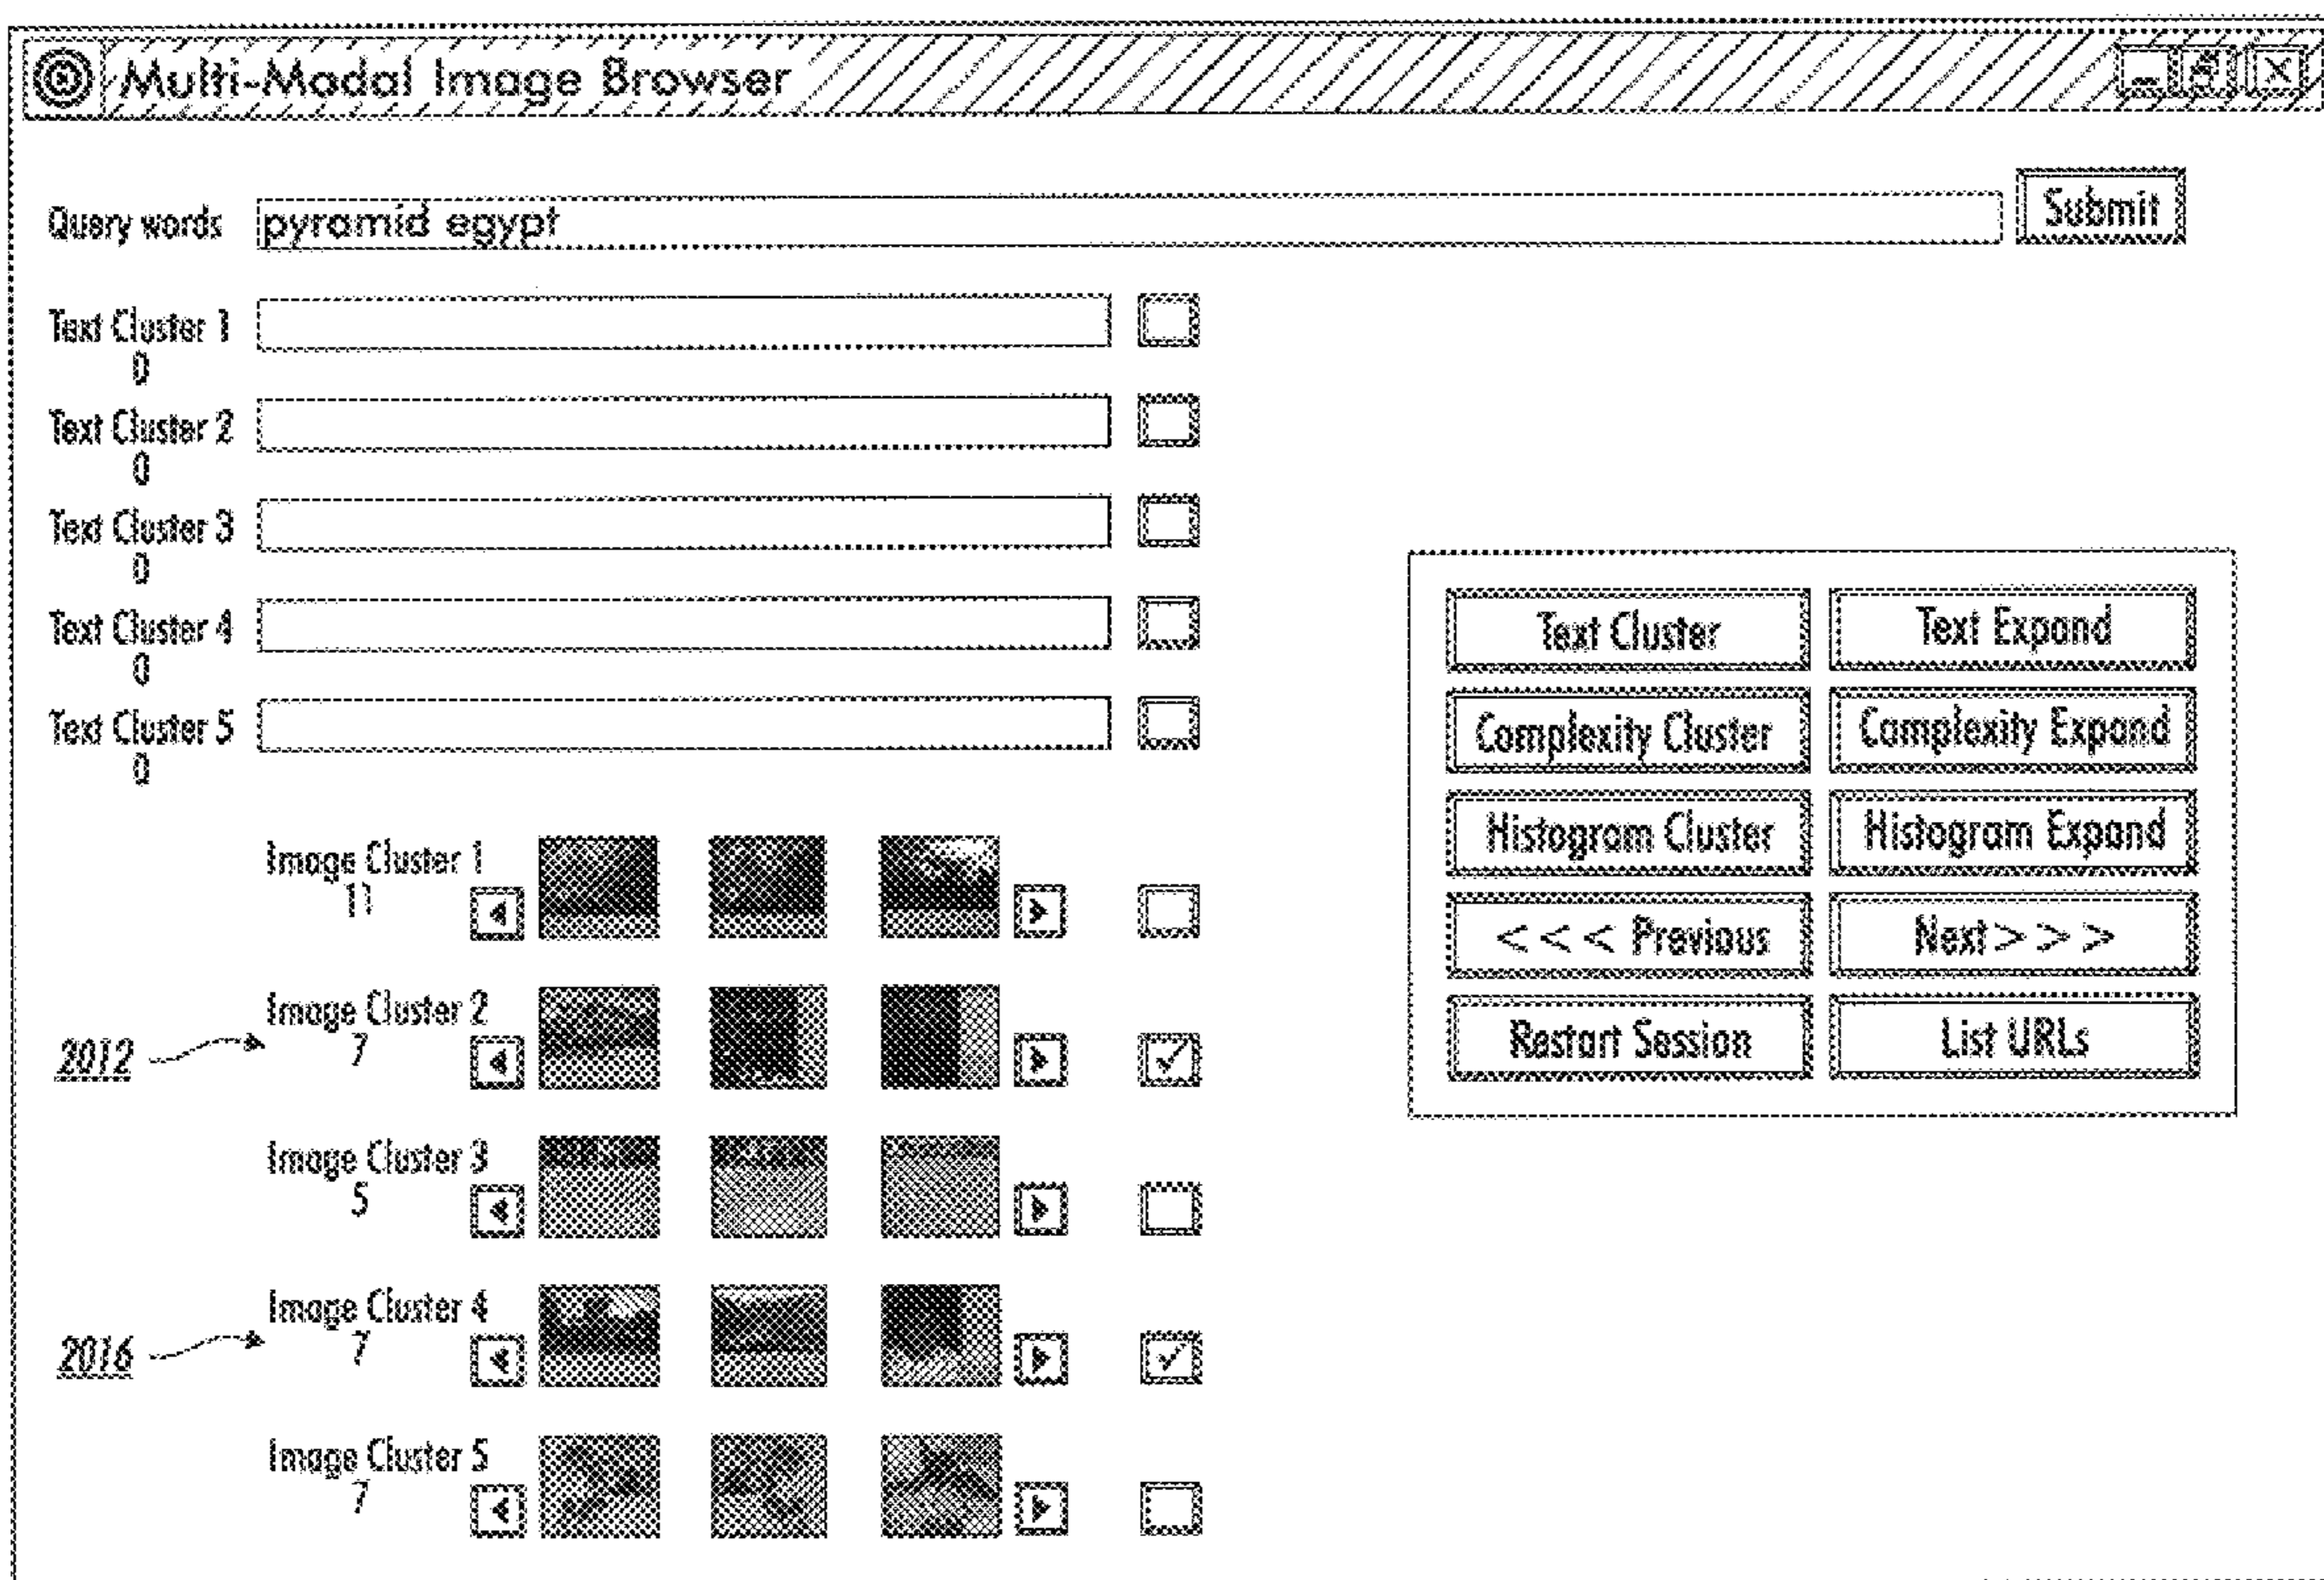 Multi-Modal Image Browser
Query words pyramid egypt Submit
Text Cluster 1
0
Text Cluster 2
0
Text Cluster 3
0
Text Cluster 4
0
Text Cluster 5
0
Image Cluster 1
11
Image Cluster 2
7
2012
Image Cluster 3
5
Image Cluster 4
7
2016
Image Cluster 5
7
Text Cluster Text Expand
Complexity Cluster Complexity Expand
Histogram Cluster Histogram Expand
< < < Previous Next > > >
Restart Session List URLs